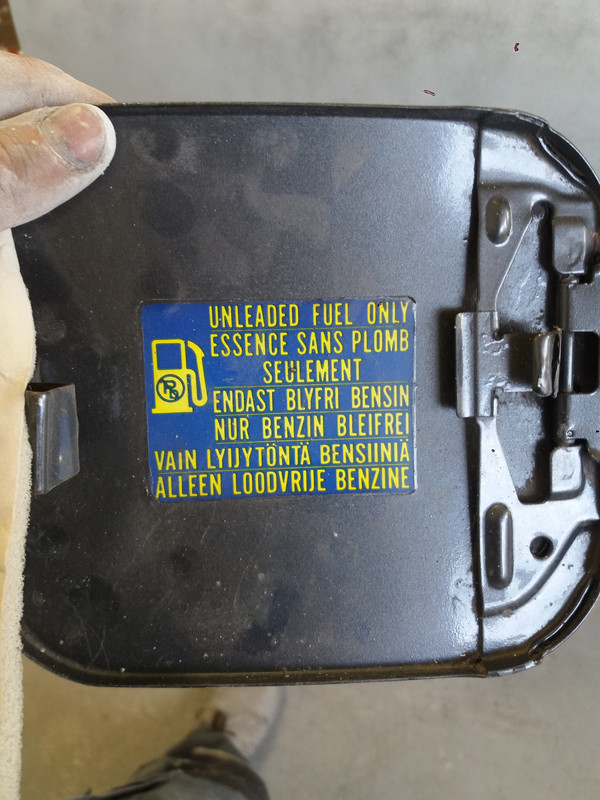 UNLEADED FUEL ONLY
ESSENCE SANS PLOMB
SEULEMENT
ENDAST BLYFRI BENSIN
NUR BENZIN BLEIFREI
VAIN LYIJYTÖNTÄ BENSIINIÄ
ALLEEN LOODVRIJE BENZINE